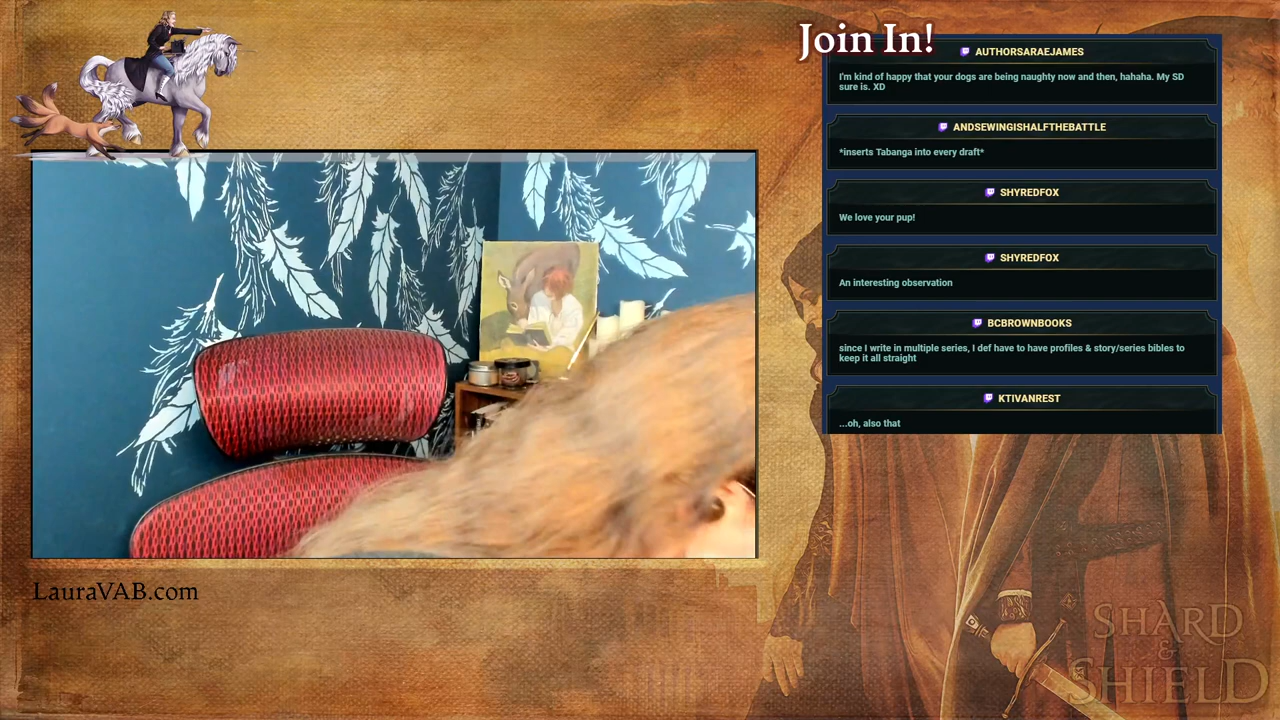 Join In!
AUTHORSARAEJAMES
I'm kind of happy that your dogs are being naughty now and then, hahaha. My SD
sure is. XD
ANDSEWINGISHALFTHEBATTLE
*inserts Tabanga into every draft*
SHYREDFOX
We love your pup!
SHYREDFOX
An interesting observation
BCBROWNBOOKS
since I write in multiple series, I def have to have profiles & story/series bibles to
keep it all straight
KTIVANREST
...oh, also that
LauraVAB.com
SHARD
&
SHIELD